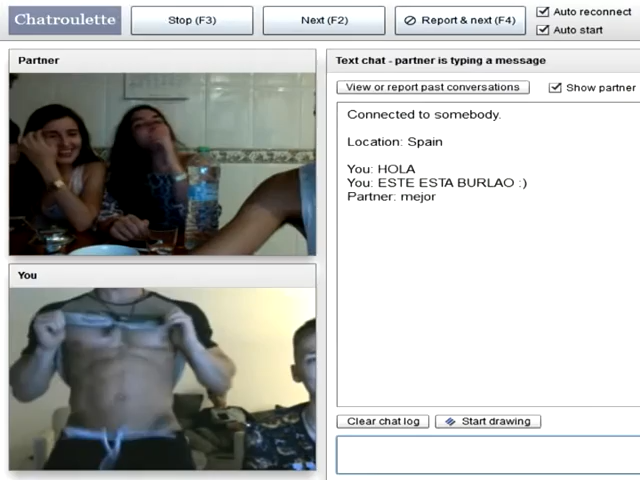 Chatroulette
Stop (F3)
Next (F2)
Report & next (F4)
Auto reconnect
Auto start
Partner
Text chat - partner is typing a message
View or report past conversations
Show partner
Connected to somebody.
Location: Spain
You: HOLA
You: ESTE ESTA BURLAO :)
Partner: mejor
You
Clear chat log
Start drawing